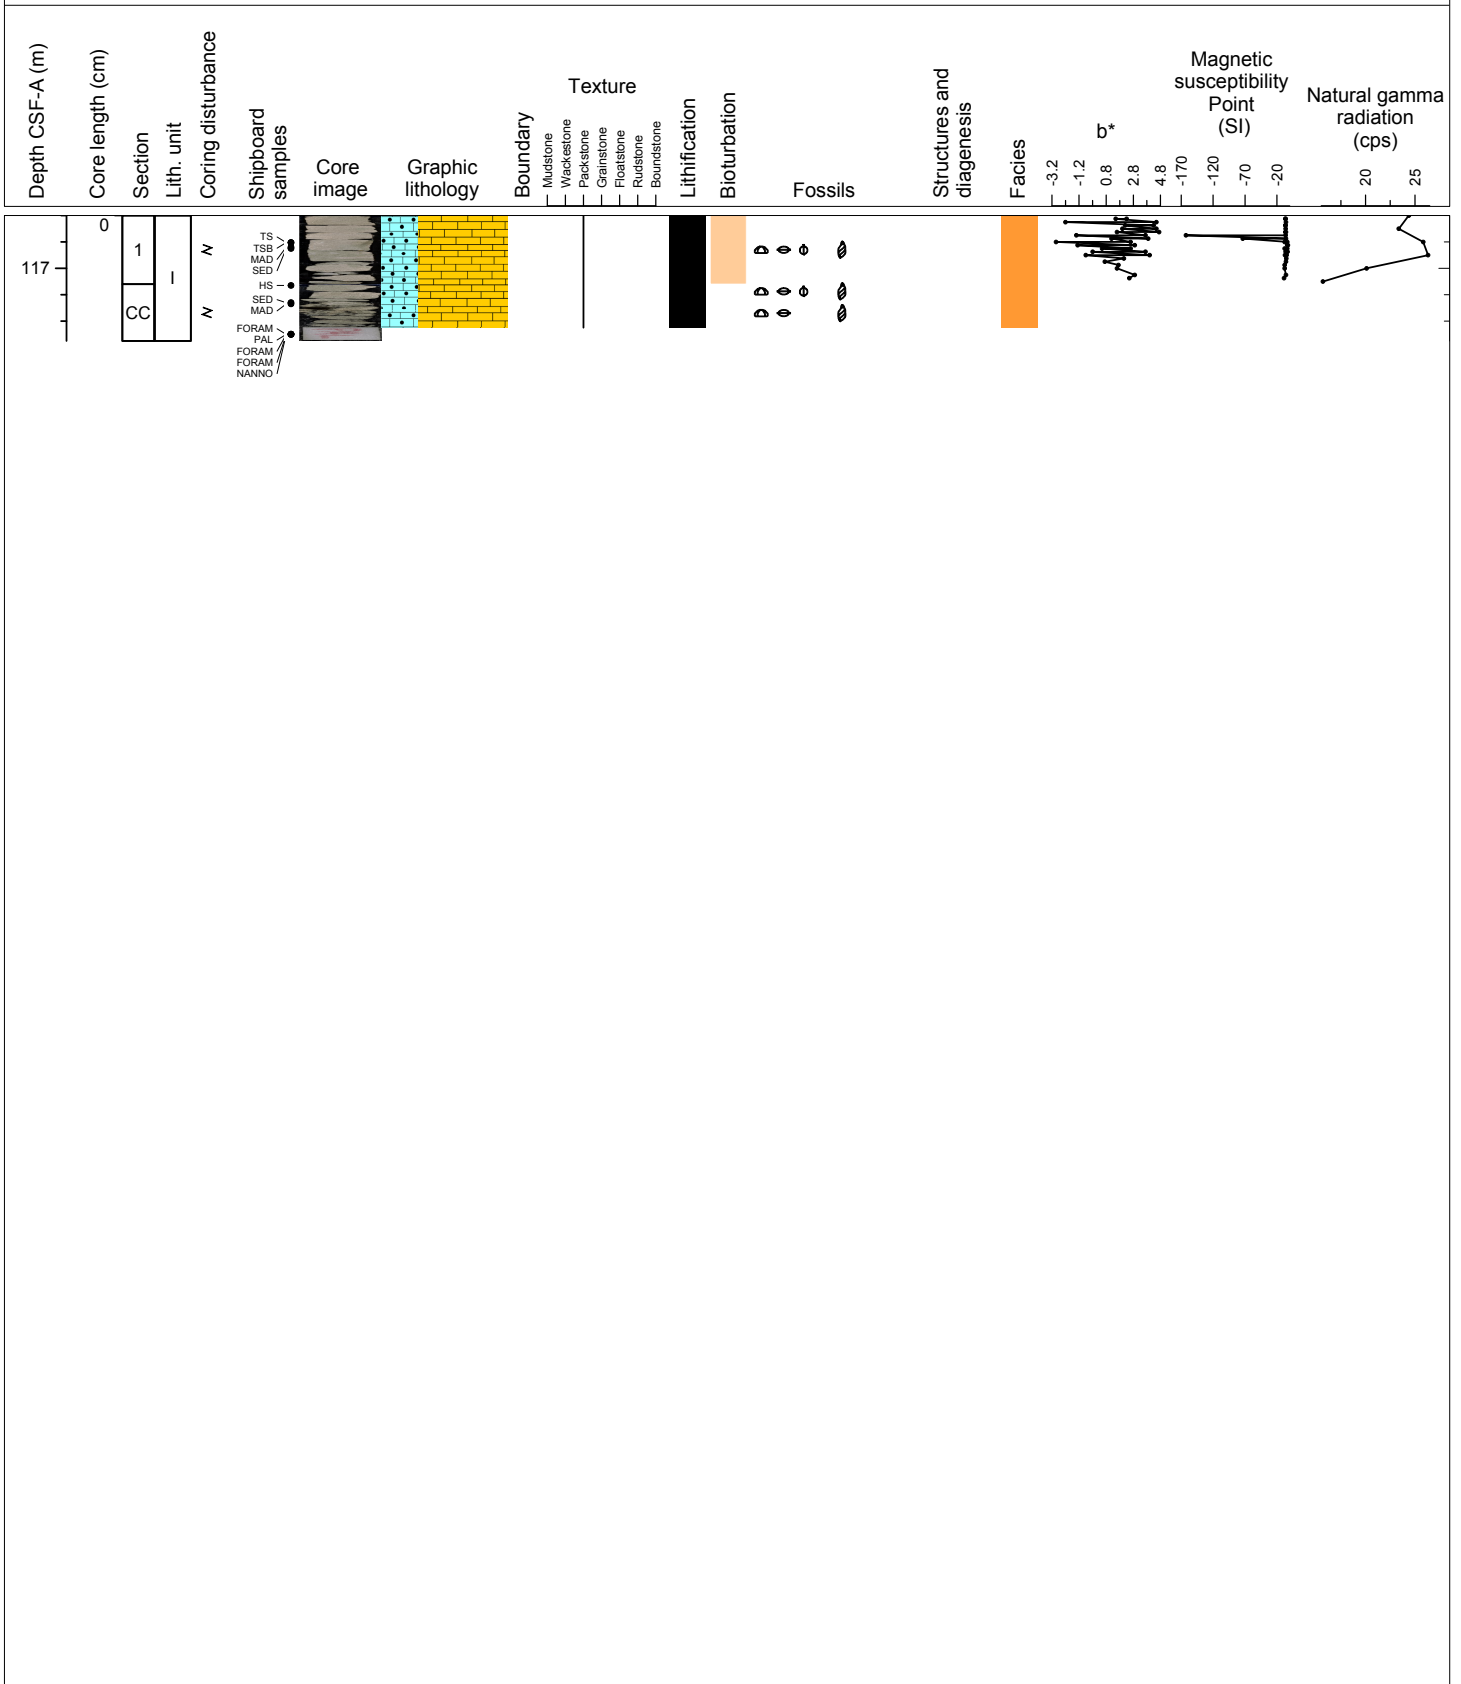 Depth CSF-A (m)
Core length (cm)
Section
Lith. unit
Coring disturbance
Shipboard
samples
Core
image
Graphic
lithology
Boundary
Texture
Mudstone
Wackestone
Packstone
Grainstone
Floatstone
Rudstone
Boundstone
Lithification
Bioturbation
Fossils
Structures and
diagenesis
Facies
b*
-3.2
-1.2
0.8
2.8
4.8
Magnetic
susceptibility
Point
(SI)
-170
-120
-70
-20
Natural gamma
radiation
(cps)
20
25
0
117
1
CC
I
TS
TSB
MAD
SED
HS
SED
MAD
FORAM
PAL
FORAM
FORAM
NANNO